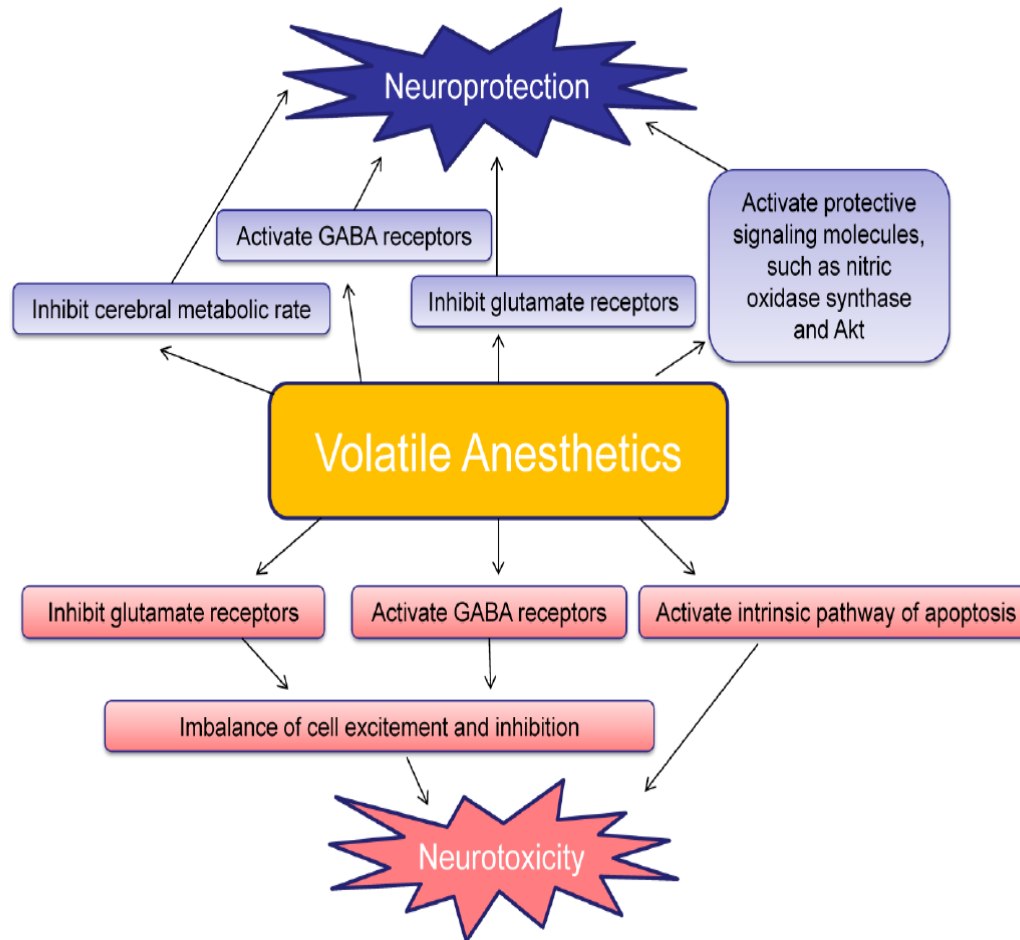 Neuroprotection
Activate GABA receptors
Inhibit cerebral metabolic rate
Inhibit glutamate receptors
Activate protective
signaling molecules,
such as nitric
oxidase synthase
and Akt
Volatile Anesthetics
Inhibit glutamate receptors
Activate GABA receptors
Activate intrinsic pathway of apoptosis
Imbalance of cell excitement and inhibition
Neurotoxicity